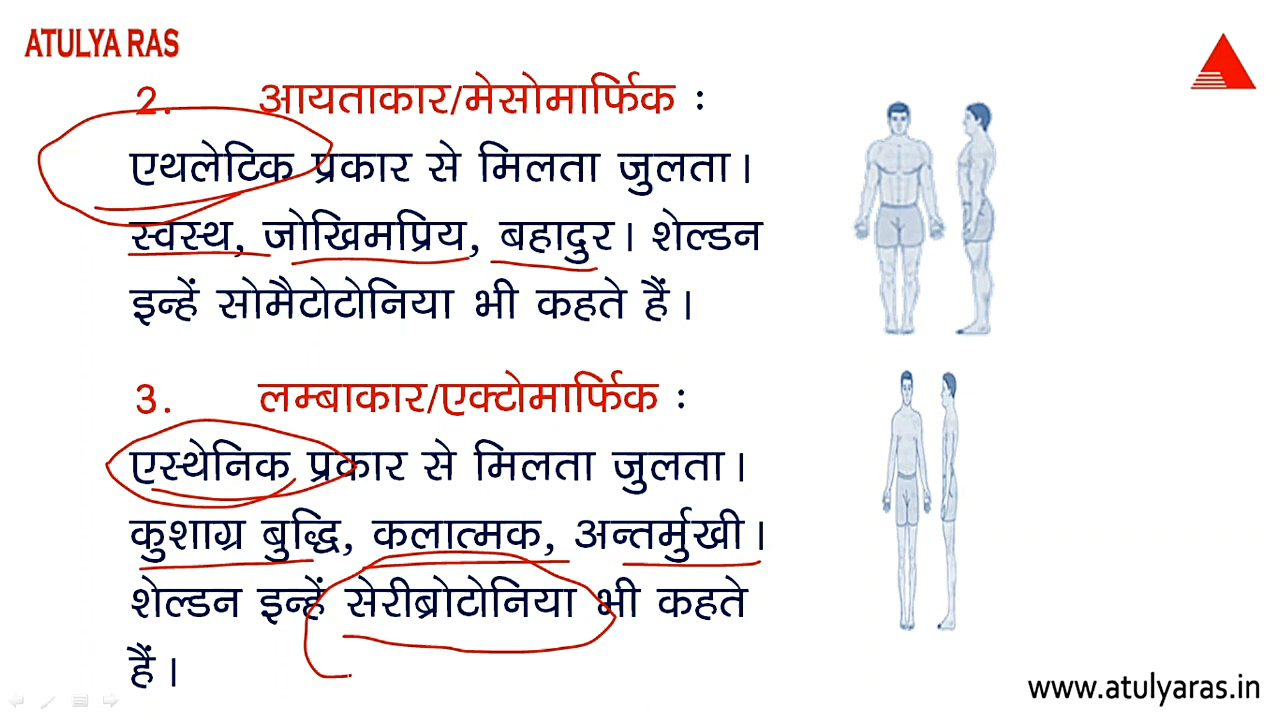 ATULYA RAS
2. आयताकार/मेसोमार्फिक :
एथलेटिक प्रकार से मिलता जुलता।
स्वस्थ, जोखिमप्रिय, बहादुर। शेल्डन
इन्हें सोमैटोटोनिया भी कहते हैं।
3. लम्बाकार/एक्टोमार्फिक :
एस्थेनिक प्रकार से मिलता जुलता।
कुशाग्र बुद्धि, कलात्मक, अन्तर्मुखी।
शेल्डन इन्हें सेरीब्रोटोनिया भी कहते
हैं।
www.atulyaras.in